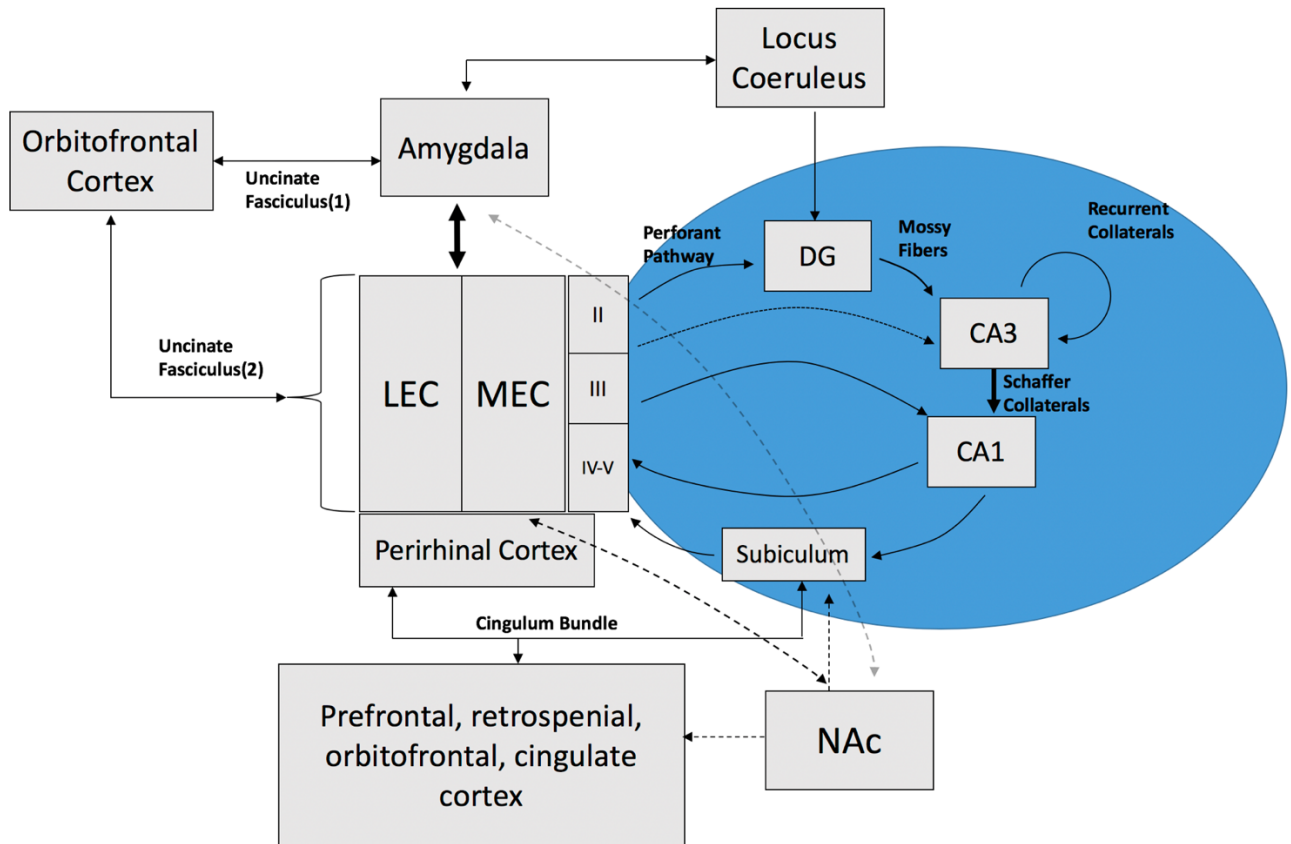 Locus
Coeruleus
Orbitofrontal
Cortex
Amygdala
Uncinate
Fasciculus(1)
Perforant
Pathway
DG
Mossy
Fibers
Recurrent
Collaterals
II
CA3
Uncinate
Fasciculus(2)
LEC
MEC
III
Schaffer
Collaterals
CA1
IV-V
Perirhinal Cortex
Subiculum
Cingulum Bundle
Prefrontal, retrospenial,
orbitofrontal, cingulate
cortex
NAc